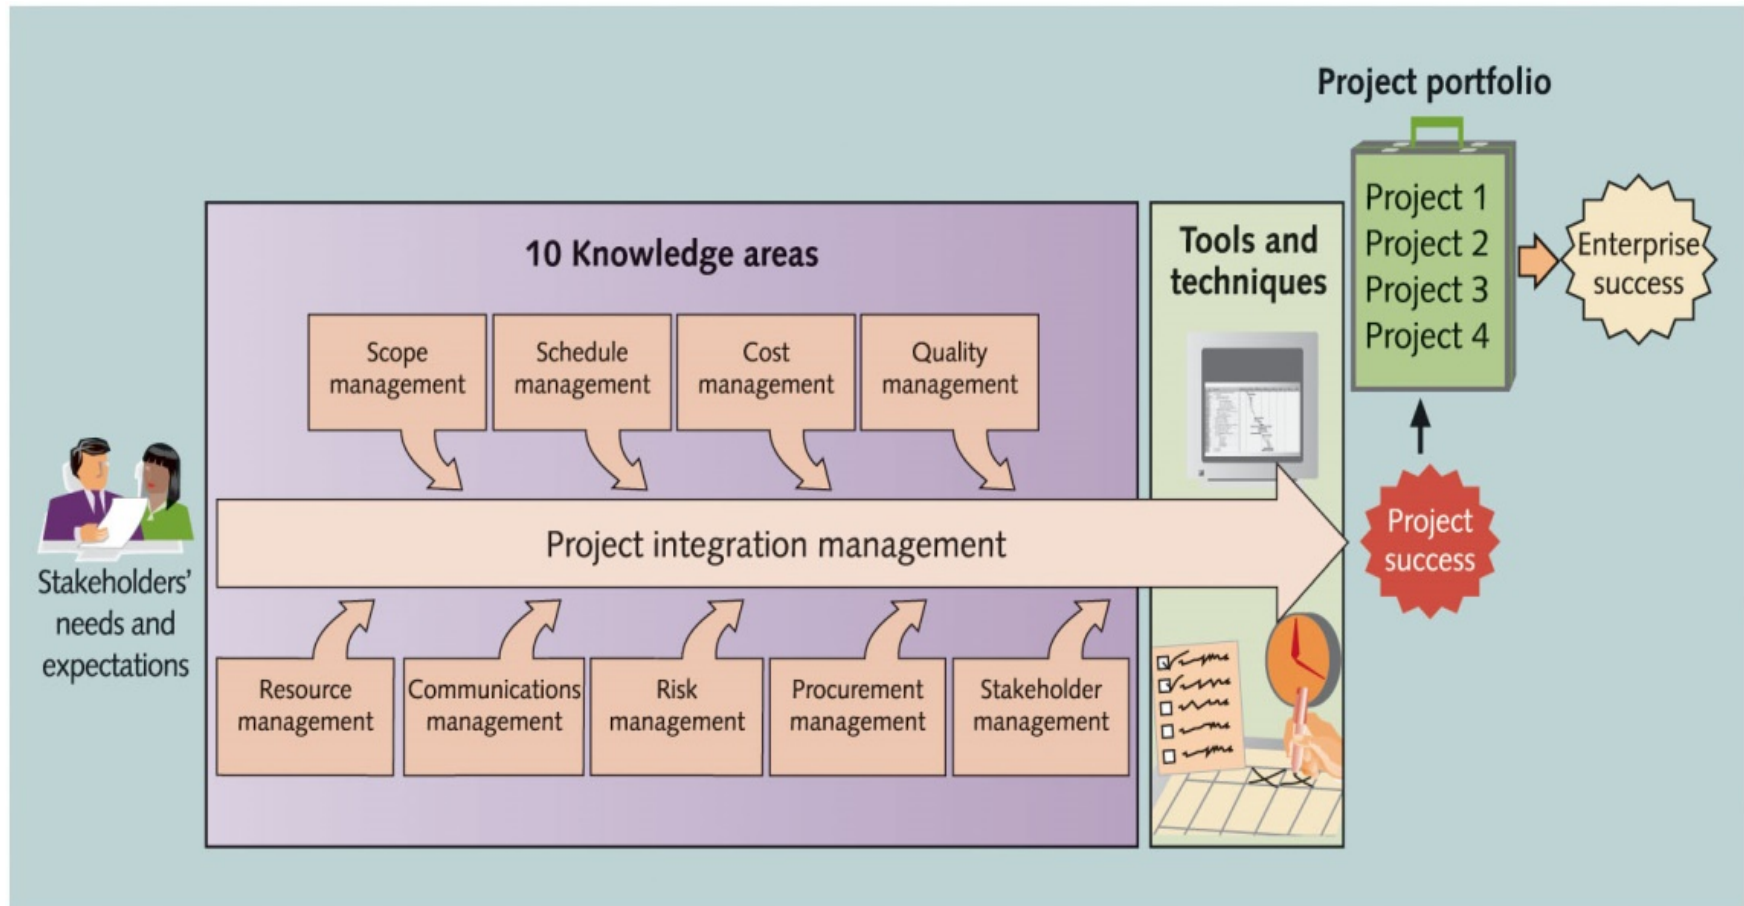 Project portfolio
Project 1
Project 2
Project 3
Project 4
Enterprise
success
10 Knowledge areas
Tools and
techniques
Scope
management
Schedule
management
Cost
management
Quality
management
Stakeholders’
needs and
expectations
Project integration management
Project
success
Resource
management
Communications
management
Risk
management
Procurement
management
Stakeholder
management